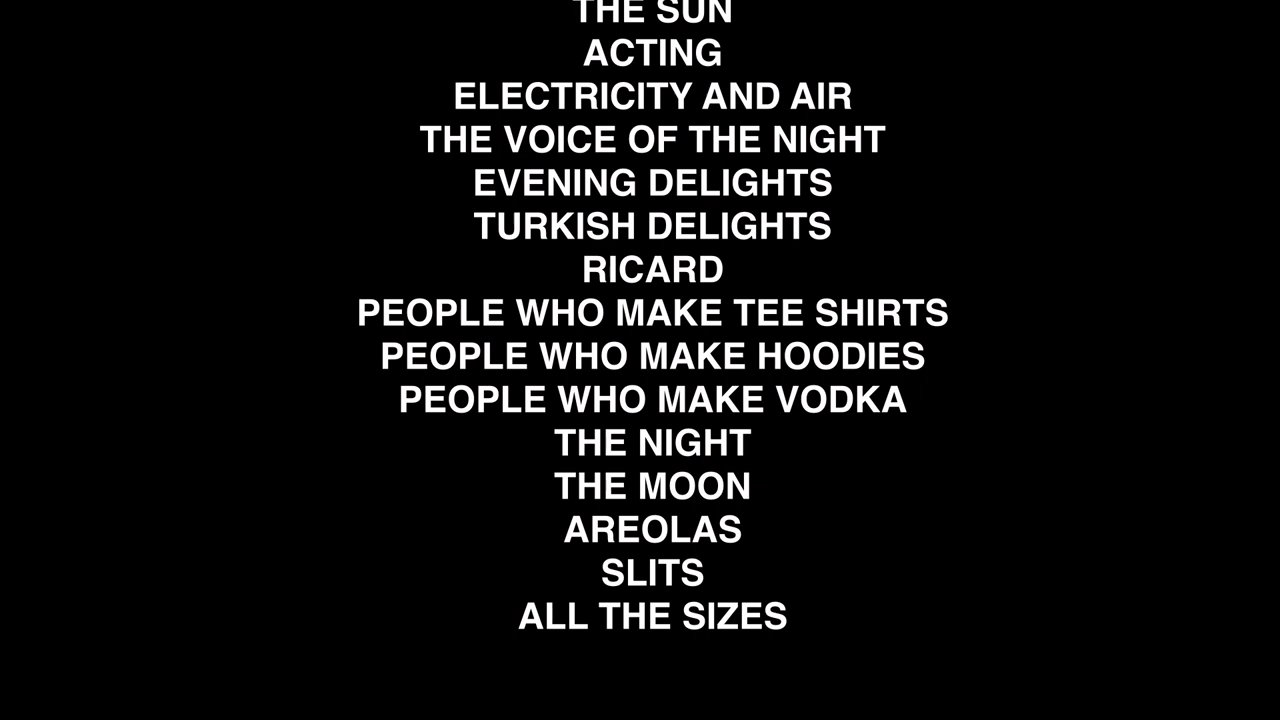 THE SUN
ACTING
ELECTRICITY AND AIR
THE VOICE OF THE NIGHT
EVENING DELIGHTS
TURKISH DELIGHTS
RICARD
PEOPLE WHO MAKE TEE SHIRTS
PEOPLE WHO MAKE HOODIES
PEOPLE WHO MAKE VODKA
THE NIGHT
THE MOON
AREOLAS
SLITS
ALL THE SIZES